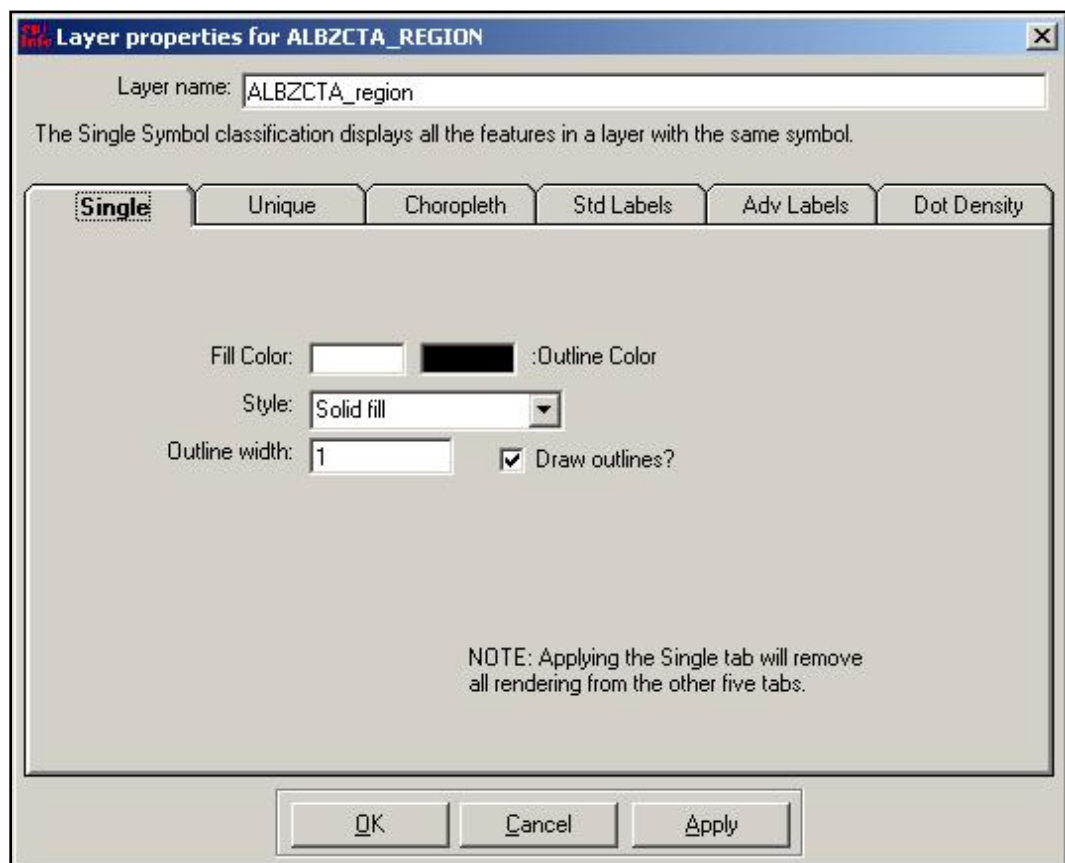 epi
info
Layer properties for ALBZCTA_REGION
Layer name: ALBZCTA_region
The Single Symbol classification displays all the features in a layer with the same symbol.
Single Unique Choropleth Std Labels Adv Labels Dot Density
Fill Color: :Outline Color
Style: Solid fill
Outline width: 1 Draw outlines?
NOTE: Applying the Single tab will remove
all rendering from the other five tabs.
OK Cancel Apply